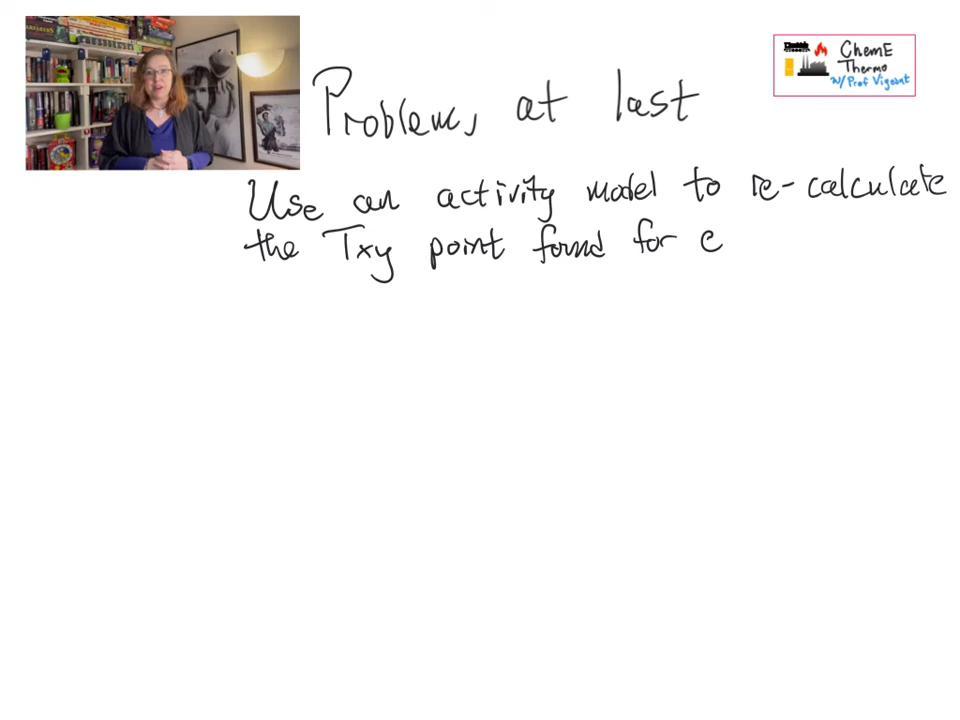 ChemE
Thermo
w/ Prof Vigeant
Problem, at last
Use an activity model to re-calculate
the Txy point found for e